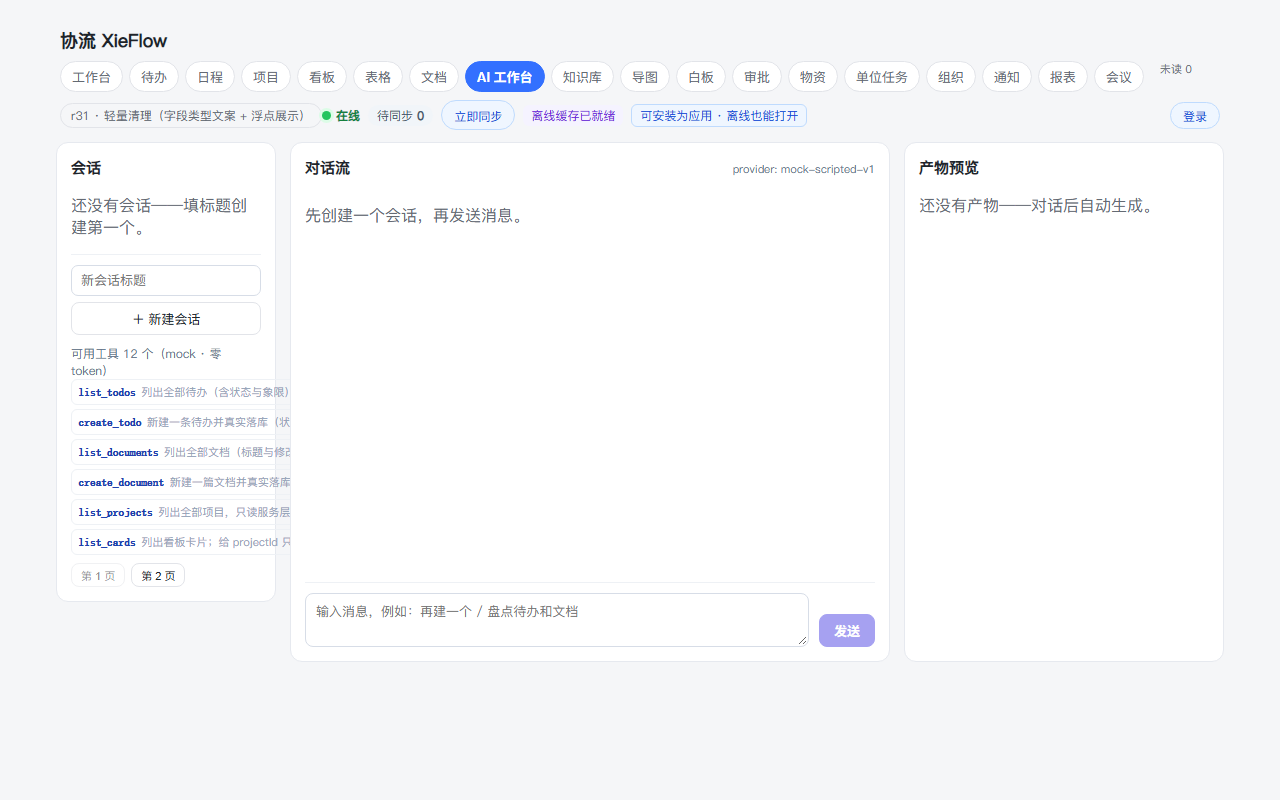 协流 XieFlow
工作台 待办 日程 项目 看板 表格 文档 AI 工作台 知识库 导图 白板 审批 物资 单位任务 组织 通知 报表 会议 未读 0
r31 · 轻量清理（字段类型文案 + 浮点展示） 在线 待同步 0 立即同步 离线缓存已就绪 可安装为应用 · 离线也能打开 登录
会话
还没有会话——填标题创
建第一个。
新会话标题
＋ 新建会话
可用工具 12 个（mock · 零
token）
list_todos 列出全部待办（含状态与象限）
create_todo 新建一条待办并真实落库（状
list_documents 列出全部文档（标题与修改
create_document 新建一篇文档并真实落库
list_projects 列出全部项目，只读服务层
list_cards 列出看板卡片；给 projectId 只
第 1 页 第 2 页
对话流 provider: mock-scripted-v1
先创建一个会话，再发送消息。
输入消息，例如：再建一个 / 盘点待办和文档
发送
产物预览
还没有产物——对话后自动生成。